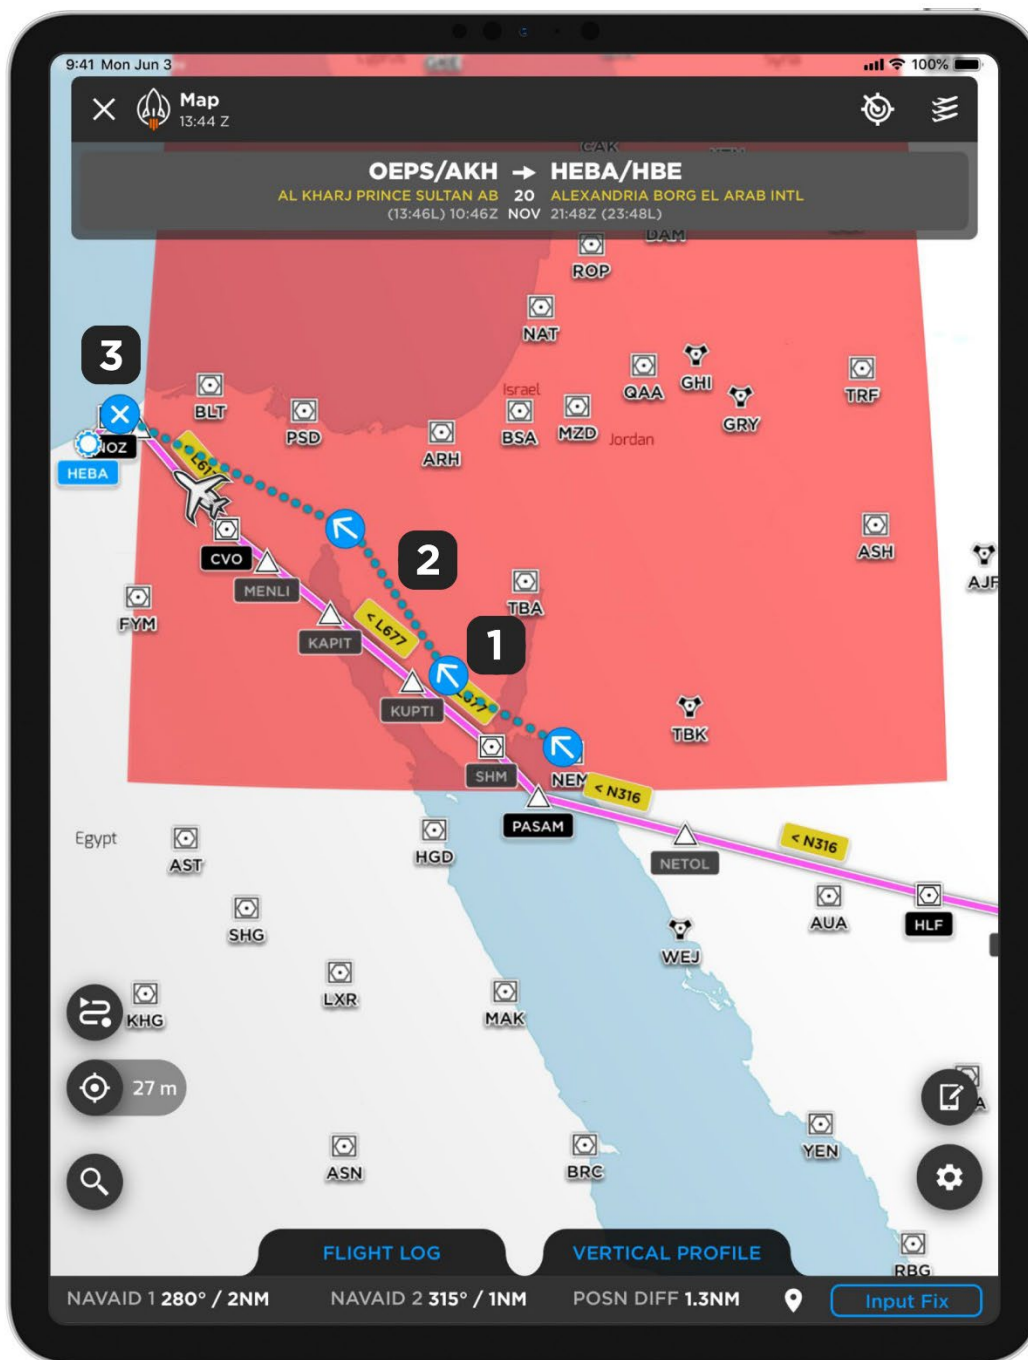 9:41 Mon Jun 3
100%
Map
13:44 Z
CAK
OEPS/AKH → HEBA/HBE
AL KHARJ PRINCE SULTAN AB 20 ALEXANDRIA BORG EL ARAB INTL
(13:46L) 10:46Z NOV 21:48Z (23:48L)
DAM
ROP
NAT
3
Israel
QAA
GHI
TRF
BLT
PSD
GRY
ARH
BSA
MZD
Jordan
NOZ
HEBA
CVO
2
ASH
MENLI
AJF
FYM
TBA
< L677
KAPIT
1
L677
KUPTI
TBK
SHM
NEM
< N316
PASAM
< N316
Egypt
AST
HGD
NETOL
AUA
HLF
SHG
WEJ
LXR
KHG
MAK
27 m
ASN
BRC
YEN
FLIGHT LOG
VERTICAL PROFILE
RBG
NAVAID 1 280° / 2NM
NAVAID 2 315° / 1NM
POSN DIFF 1.3NM
Input Fix